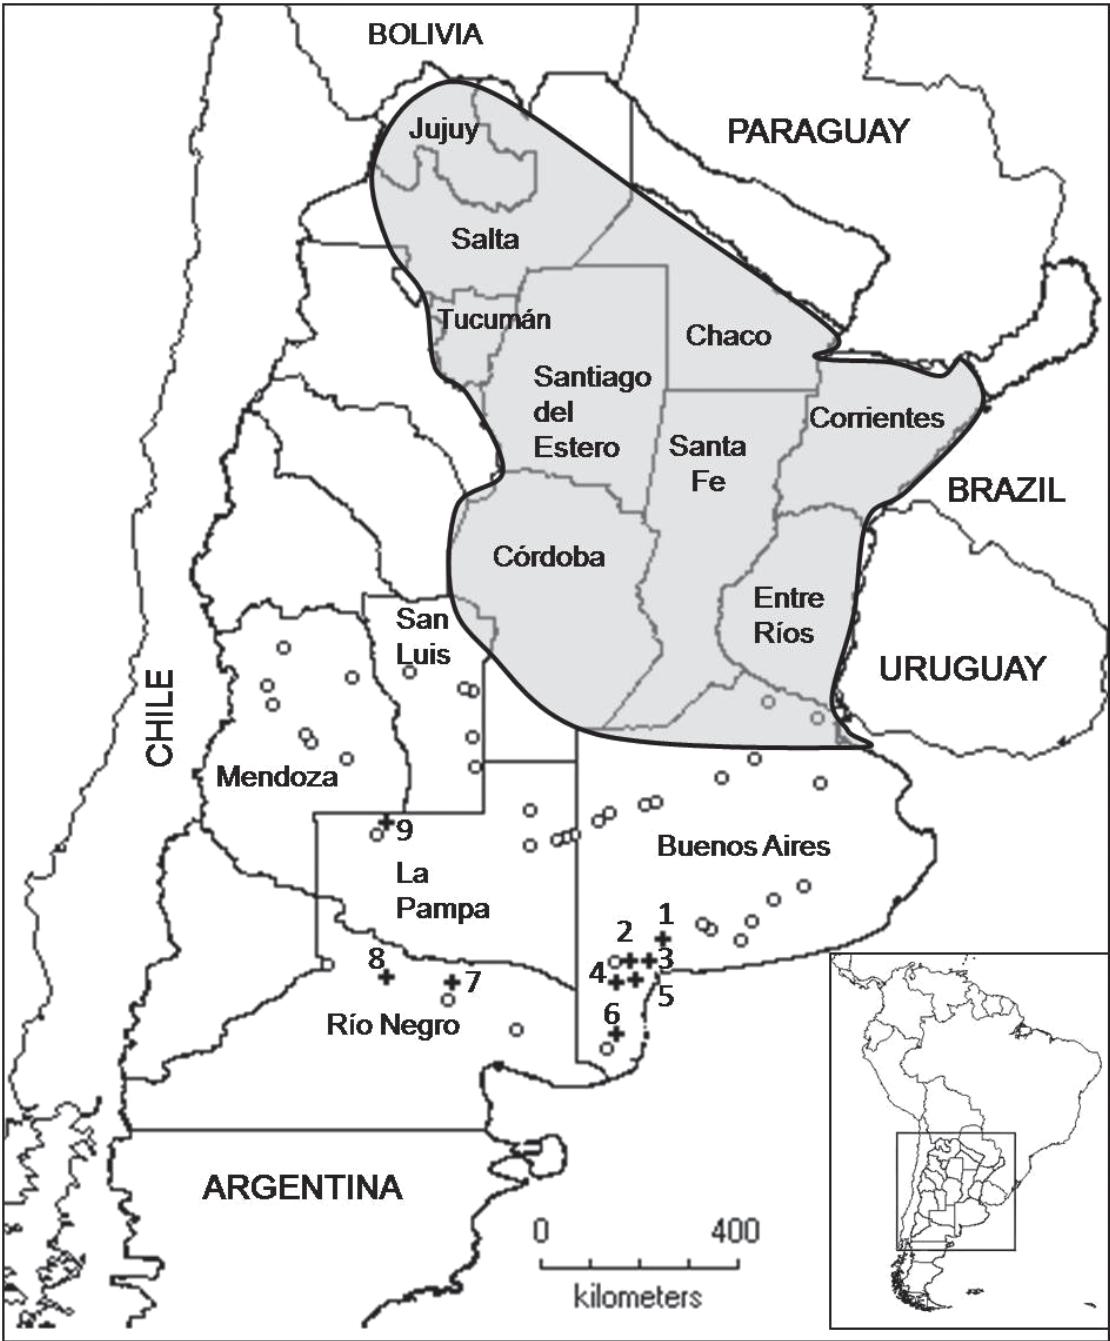 BOLIVIA
Jujuy
PARAGUAY
Salta
Tucumán
Chaco
Santiago
del
Estero
Corrientes
Santa
Fe
BRAZIL
Córdoba
Entre
Ríos
San
Luis
URUGUAY
CHILE
Mendoza
9
Buenos Aires
La
Pampa
1
2
3
8
4
7
5
6
Río Negro
ARGENTINA
0 400
kilometers